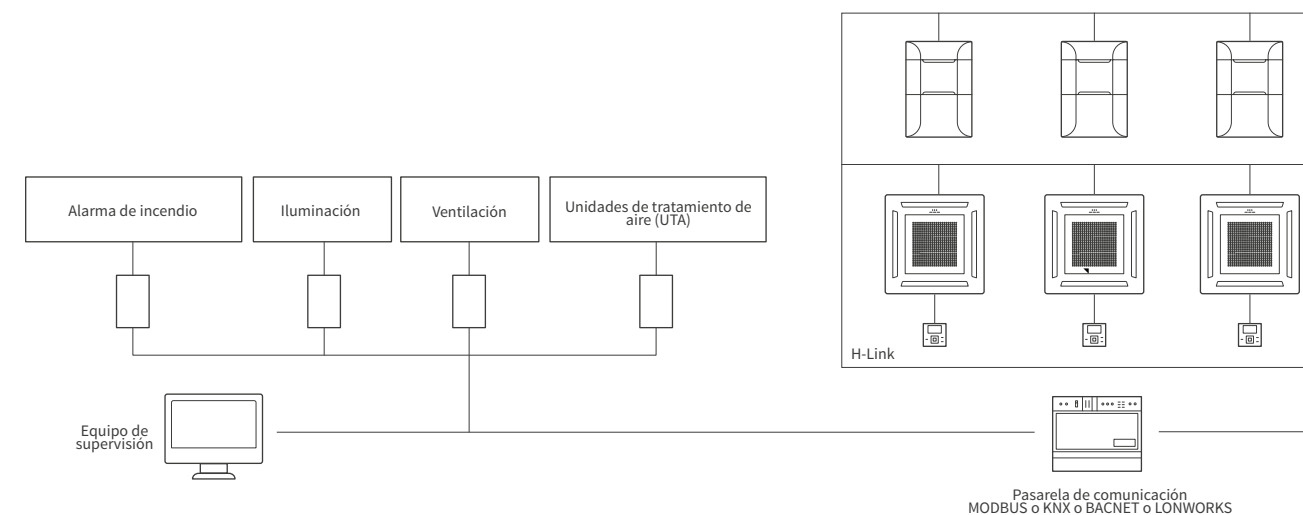 Alarma de incendio
Iluminación
Ventilación
Unidades de tratamiento de
aire (UTA)
H-Link
Equipo de
supervisión
Pasarela de comunicación
MODBUS o KNX o BACNET o LONWORKS